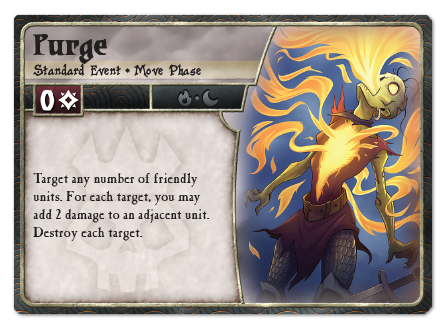 Purge
Standard Event • Move Phase
0
Target any number of friendly
units. For each target, you may
add 2 damage to an adjacent unit.
Destroy each target.